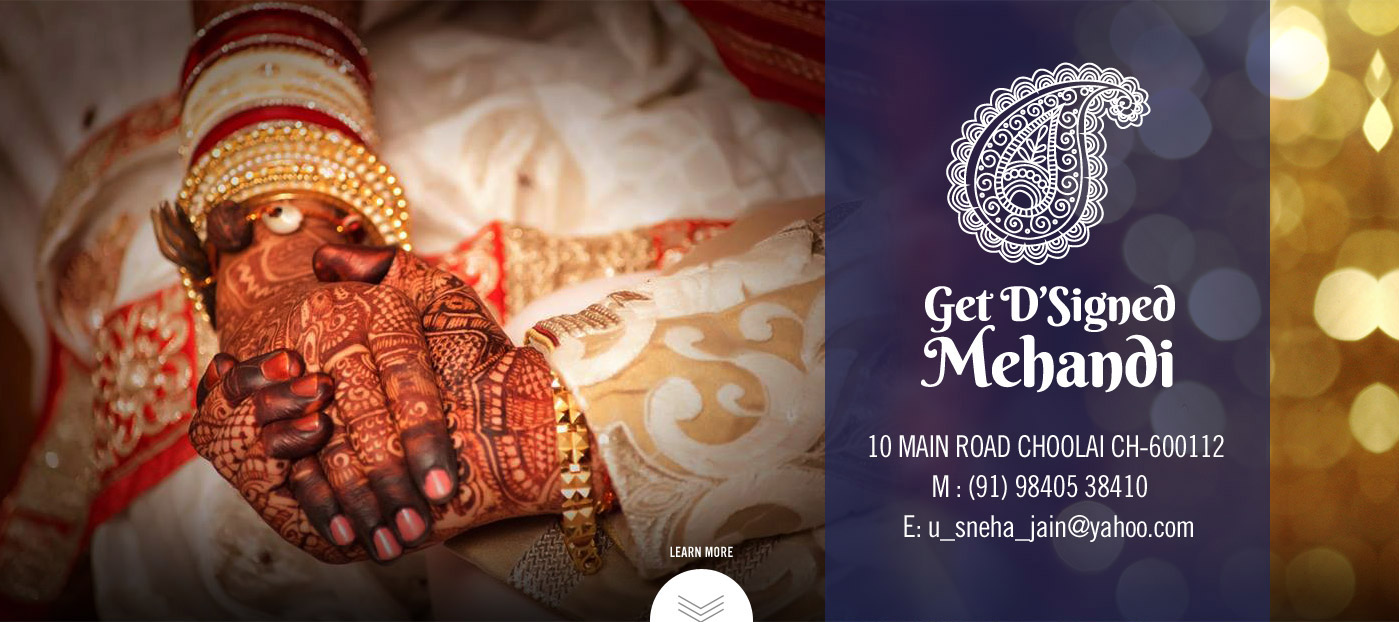 Get D'Signed
Mehandi
10 MAIN ROAD CHOOLAI CH-600112
M : (91) 98405 38410
E: u_sneha_jain@yahoo.com
LEARN MORE